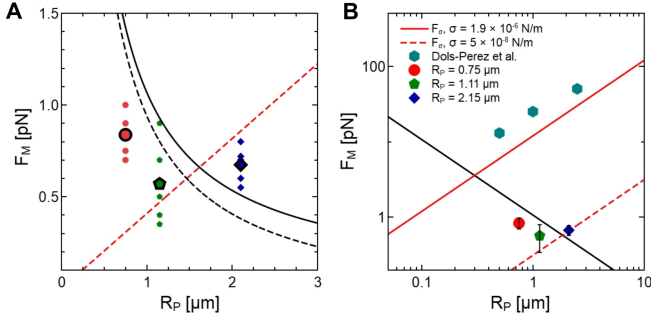 A
B
1.5
1.0
0.5
F_M [pN]
0
1
2
3
R_P [µm]
F_σ, σ = 1.9 × 10⁻⁶ N/m
F_σ, σ = 5 × 10⁻⁸ N/m
Dols-Perez et al.
R_P = 0.75 µm
R_P = 1.11 µm
R_P = 2.15 µm
100
1
F_M [pN]
0.1
1
10
R_P [µm]